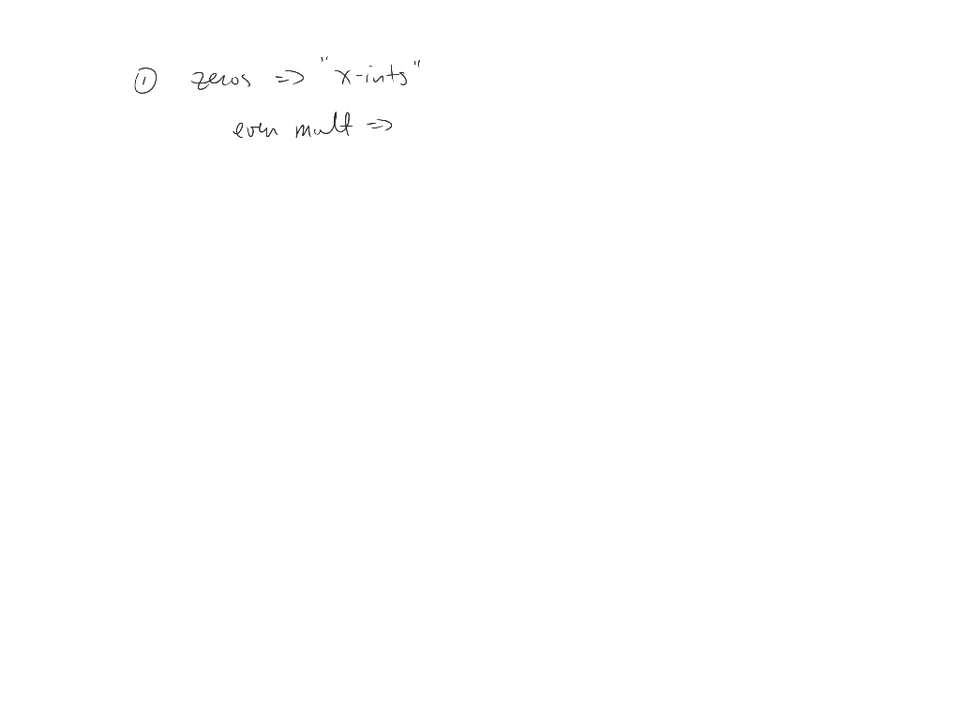 ① zeros => "x-ints"
even mult =>